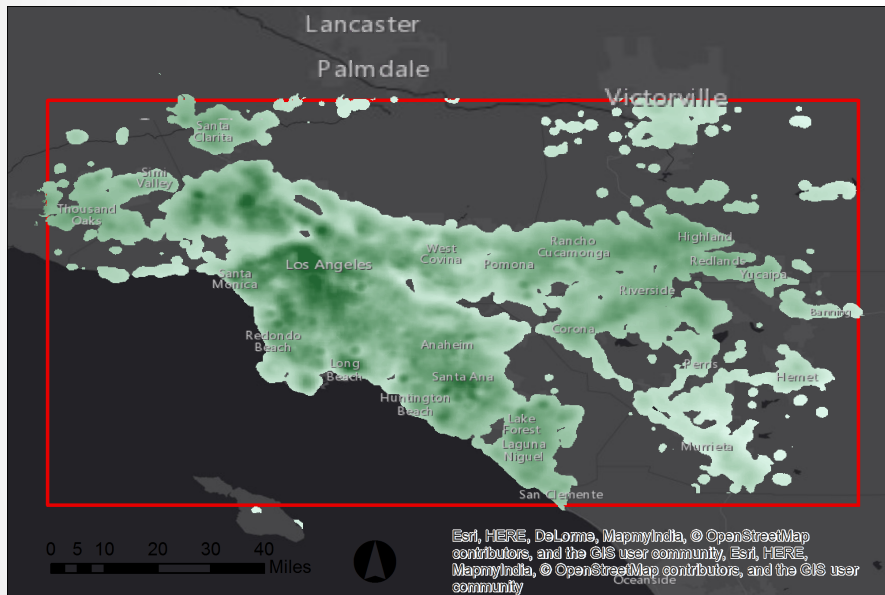 Lancaster
Palmdale
Victorville
Santa
Clarita
Simi
Valley
Thousand
Oaks
Los Angeles
West
Covina
Pomona
Rancho
Cucamonga
Highland
Redlands
Yucaipa
Santa
Monica
Riverside
Banning
Redondo
Beach
Corona
Anaheim
Long
Beach
Santa Ana
Perris
Hemet
Huntington
Beach
Lake
Forest
Laguna
Niguel
Murrieta
San Clemente
0 5 10 20 30 40
Miles
Esri, HERE, DeLorme, MapmyIndia, © OpenStreetMap
contributors, and the GIS user community, Esri, HERE,
MapmyIndia, © OpenStreetMap contributors, and the GIS user
community
Oceanside